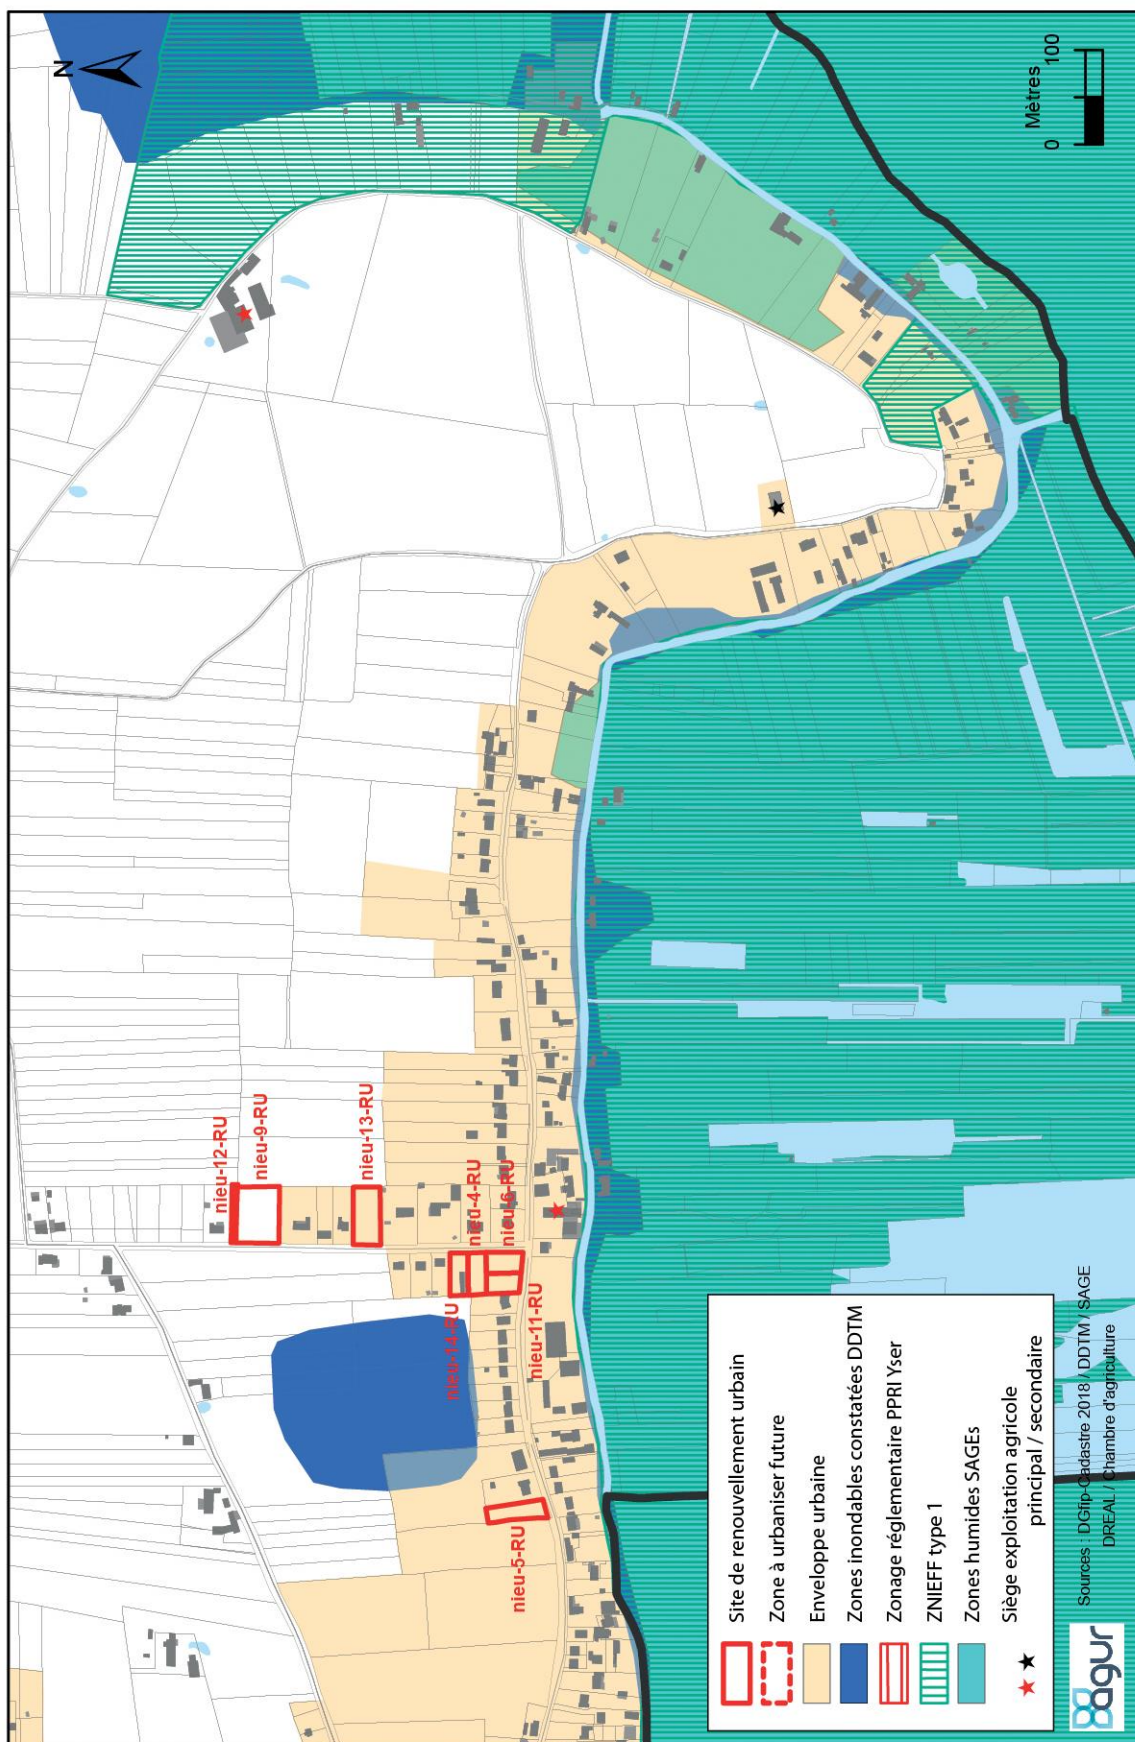 N
Mètres
0 100
nieu-12-RU
nieu-9-RU
nieu-13-RU
nieu-4-RU
nieu-6-RU
nieu-14-RU
nieu-11-RU
nieu-5-RU
Site de renouvellement urbain
Zone à urbaniser future
Enveloppe urbaine
Zones inondables constatées DDTM
Zonage réglementaire PPRI Yser
ZNIEFF type 1
Zones humides SAGEs
Siège exploitation agricole
principal / secondaire
agur
Sources : DGfip-Cadastre 2018 / DDTM / SAGE
DREAL / Chambre d'agriculture